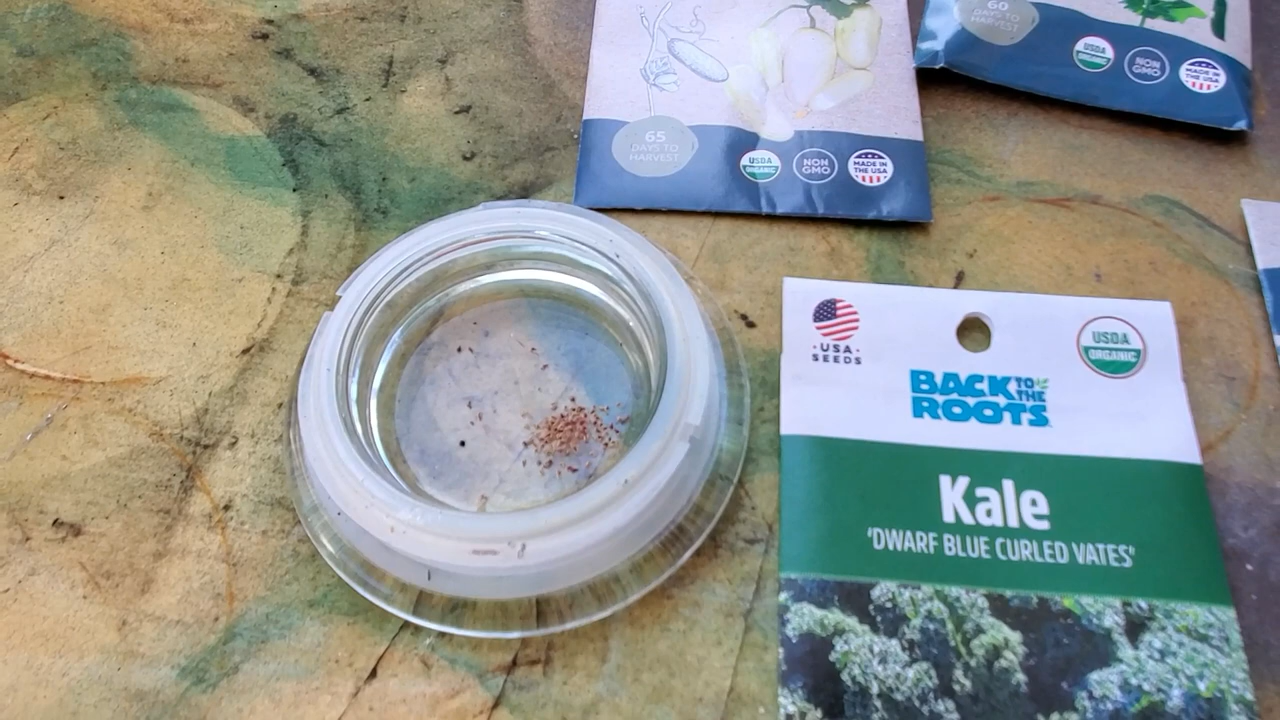 60
DAYS TO
HARVEST
USDA
ORGANIC
NON
GMO
MADE IN
THE USA
65
DAYS TO
HARVEST
USDA
ORGANIC
NON
GMO
MADE IN
THE USA
USA
SEEDS
USDA
ORGANIC
BACK TO THE
ROOTS
Kale
'DWARF BLUE CURLED VATES'